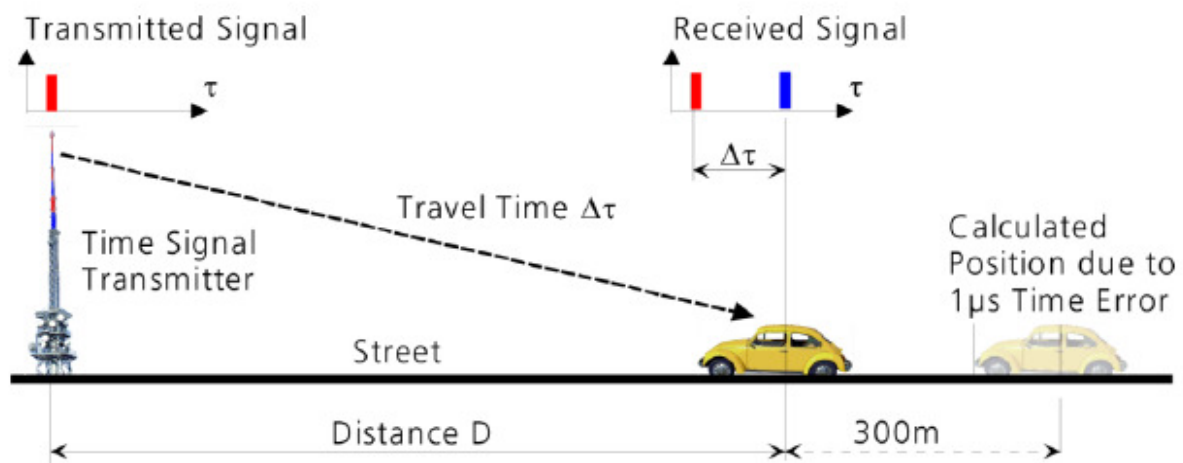 Transmitted Signal
Received Signal
τ
τ
Δτ
Travel Time Δτ
Time Signal
Transmitter
Calculated
Position due to
1µs Time Error
Street
Distance D
300m